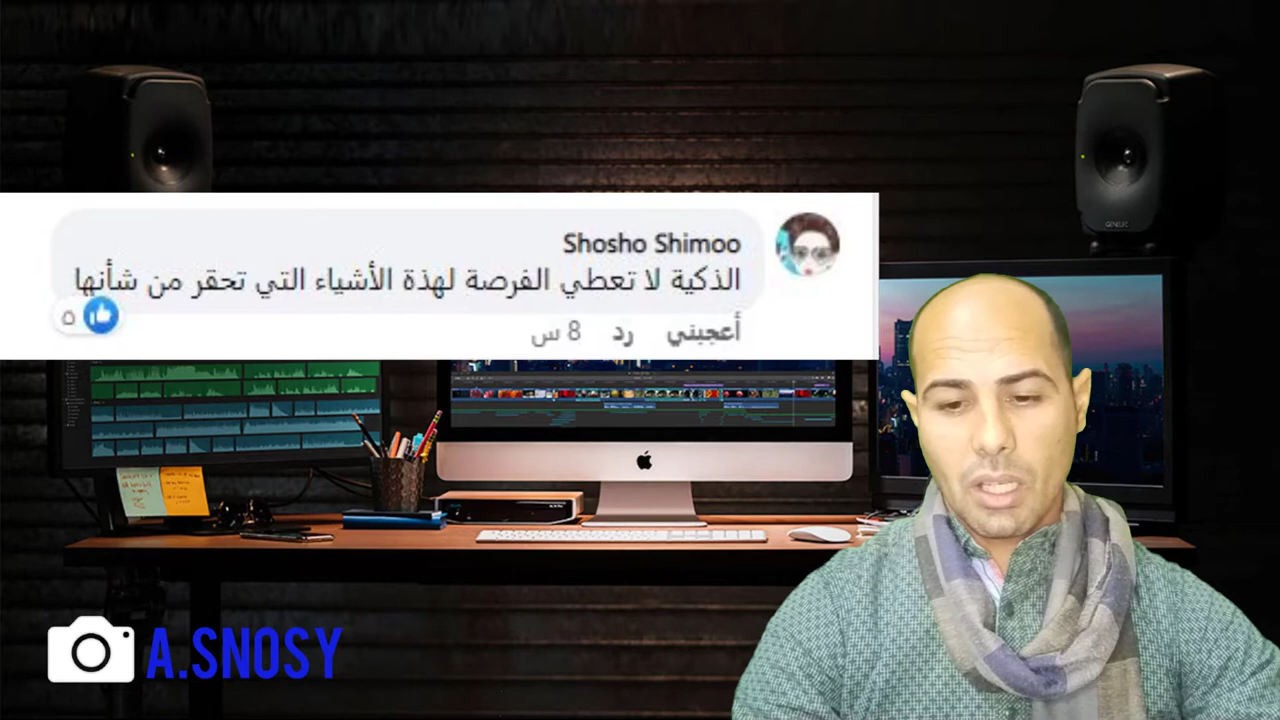 Shosho Shimoo
الذكية لا تعطي الفرصة لهذة الأشياء التي تحقر من شأنها
٥
أعجبني رد 8 س
A.SNOSY